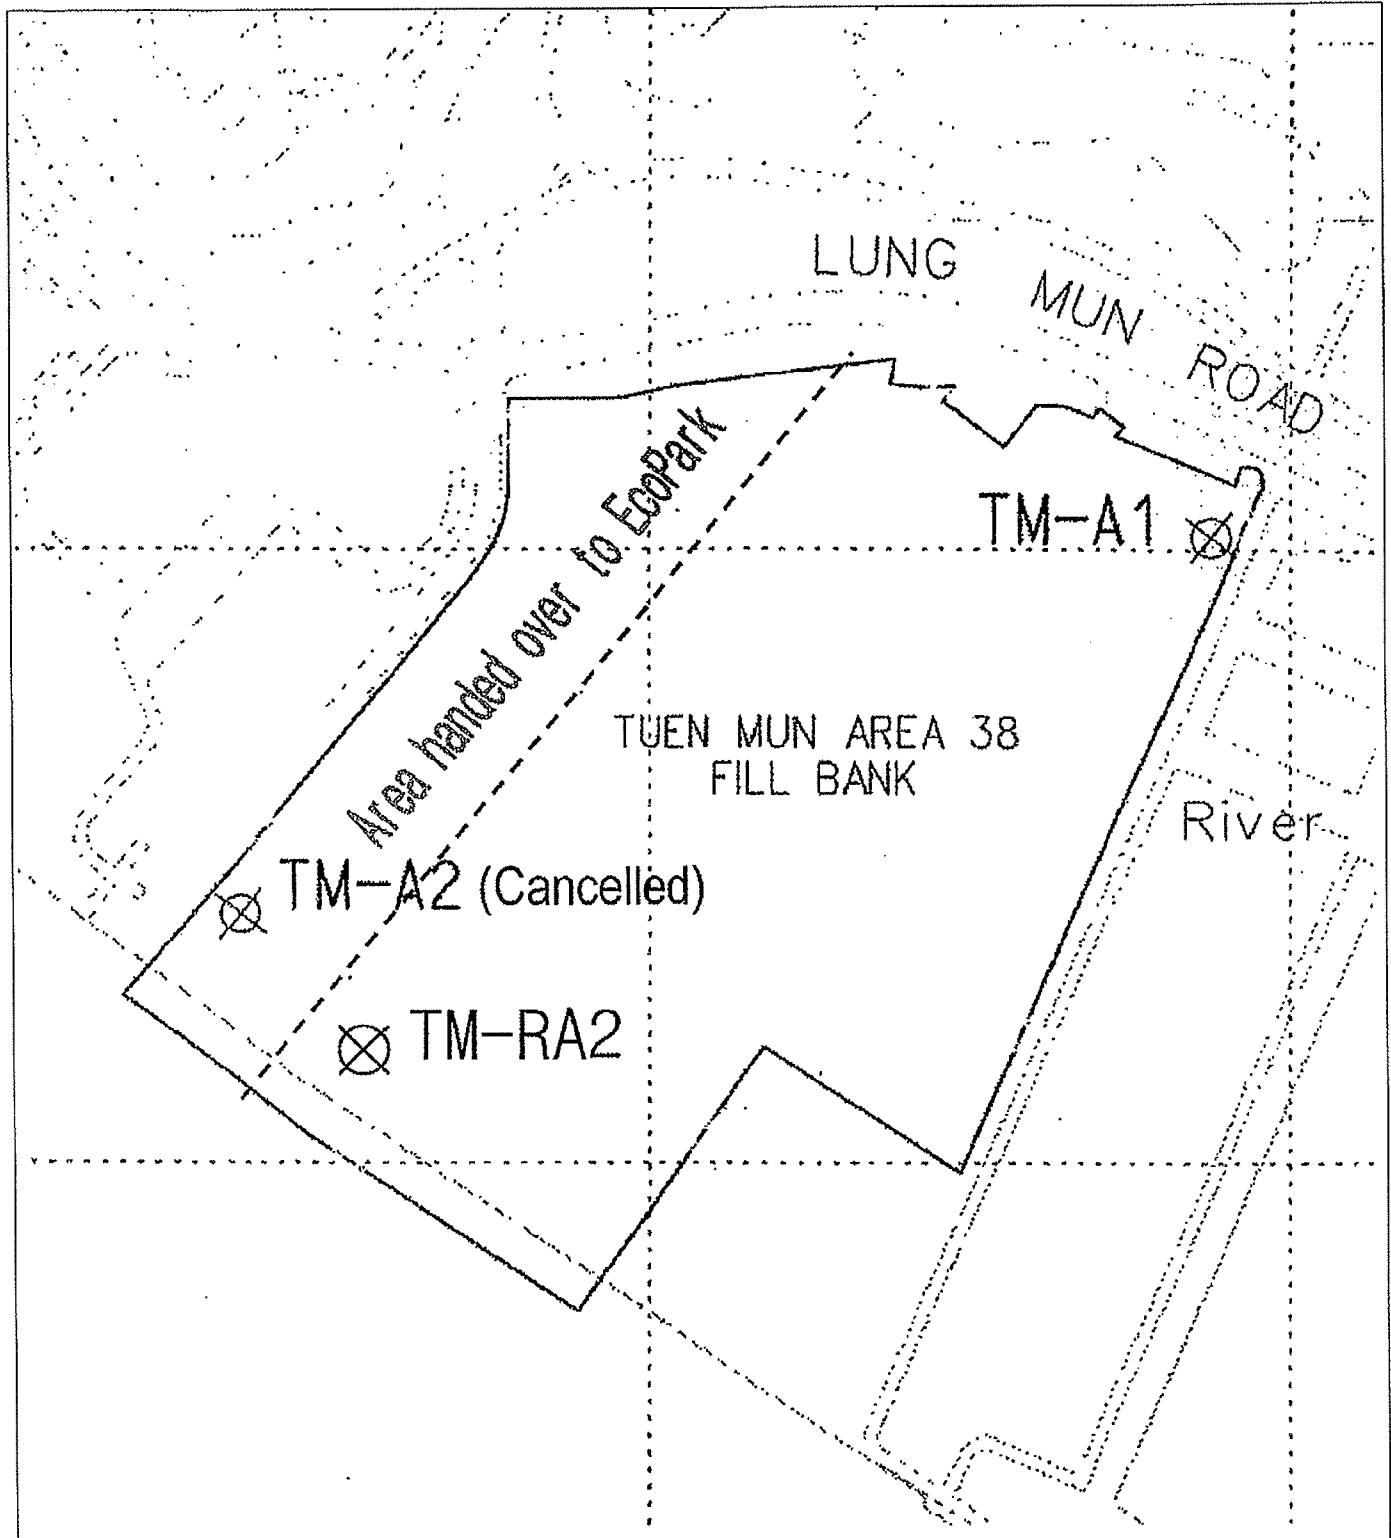 LUNG MUN ROAD
Area handed over to EcoPark
TM-A1
TUEN MUN AREA 38
FILL BANK
River
TM-A2 (Cancelled)
TM-RA2